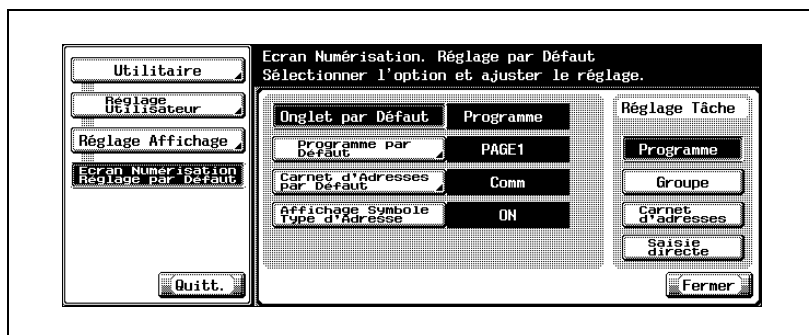 Ecran Numérisation. Réglage par Défaut
Sélectionner l'option et ajuster le réglage.
Utilitaire
Réglage
Utilisateur
Réglage Affichage
Ecran Numérisation
Réglage par Défaut
Quitt.
Onglet par Défaut Programme
Programme par
Défaut
PAGE1
Carnet d'Adresses
par Défaut
Comm
Affichage Symbole
Type d'Adresse
ON
Réglage Tâche
Programme
Groupe
Carnet
d'adresses
Saisie
directe
Fermer